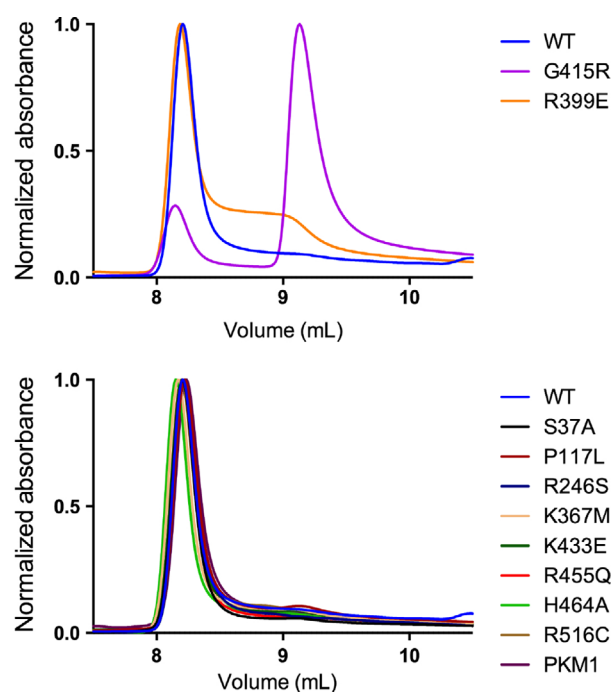 Normalized absorbance
1.0
0.5
0.0
8
9
10
Volume (mL)
WT
G415R
R399E
Normalized absorbance
1.0
0.5
0.0
8
9
10
Volume (mL)
WT
S37A
P117L
R246S
K367M
K433E
R455Q
H464A
R516C
PKM1